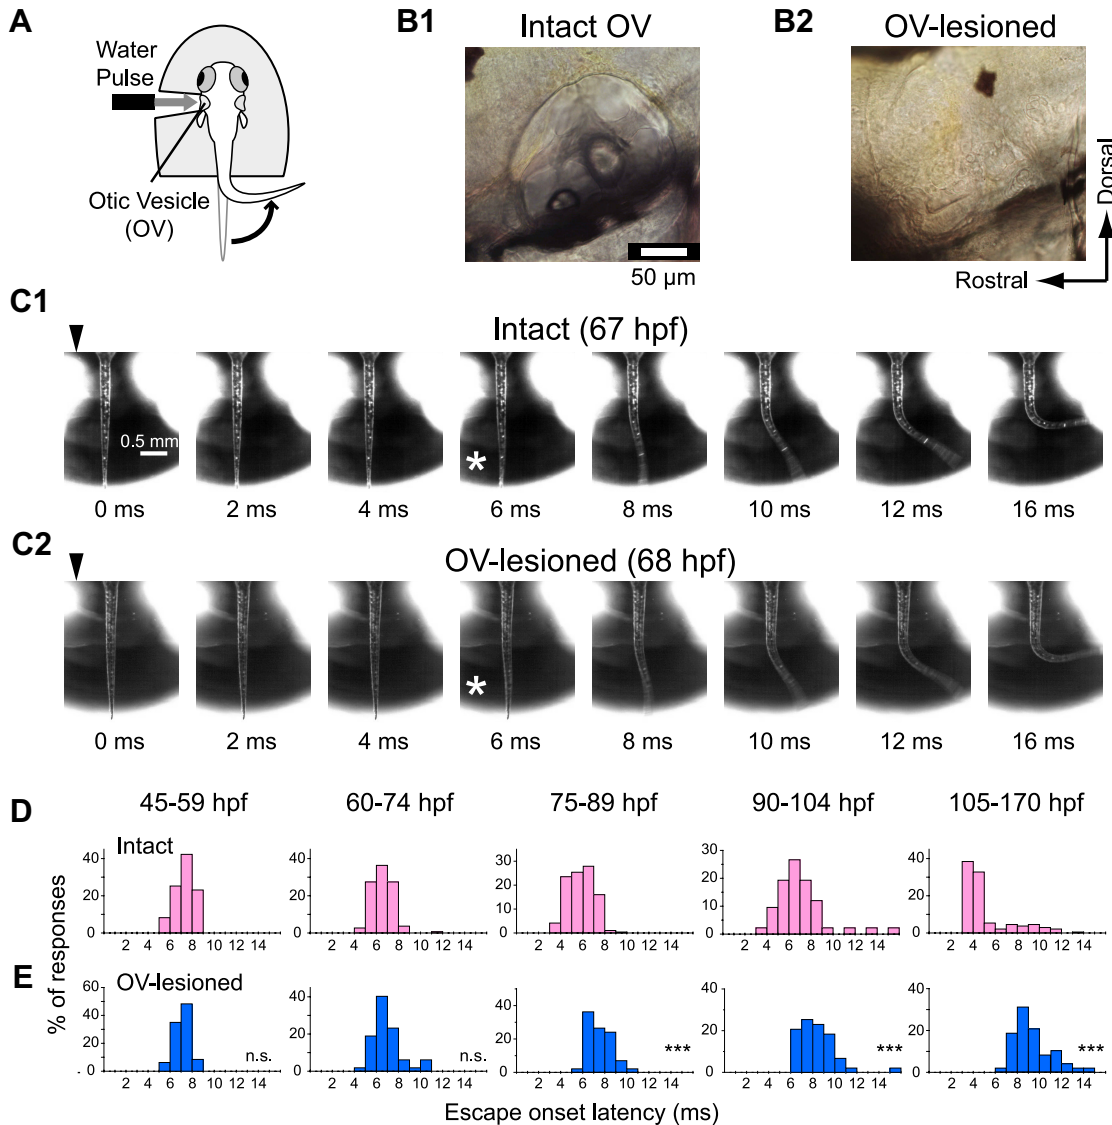 A
Water
Pulse
Otic Vesicle
(OV)
B1
Intact OV
50 µm
B2
OV-lesioned
Dorsal
Rostral
C1
Intact (67 hpf)
0.5 mm
*
0 ms 2 ms 4 ms 6 ms 8 ms 10 ms 12 ms 16 ms
C2
OV-lesioned (68 hpf)
*
0 ms 2 ms 4 ms 6 ms 8 ms 10 ms 12 ms 16 ms
D
45-59 hpf 60-74 hpf 75-89 hpf 90-104 hpf 105-170 hpf
Intact
40
20
0
2 4 6 8 10 12 14
40
20
0
2 4 6 8 10 12 14
30
20
10
0
2 4 6 8 10 12 14
30
20
10
0
2 4 6 8 10 12 14
40
20
0
2 4 6 8 10 12 14
% of responses
E
OV-lesioned
60
40
20
0
n.s.
2 4 6 8 10 12 14
40
20
0
n.s.
2 4 6 8 10 12 14
40
20
0
***
2 4 6 8 10 12 14
40
20
0
***
2 4 6 8 10 12 14
40
20
0
***
2 4 6 8 10 12 14
Escape onset latency (ms)